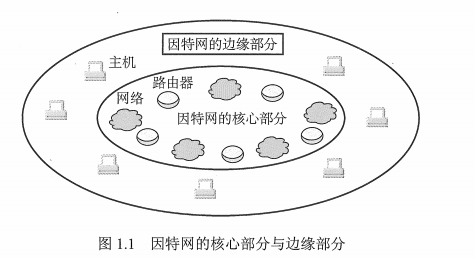 因特网的边缘部分
主机
路由器
网络
因特网的核心部分
图 1.1 因特网的核心部分与边缘部分